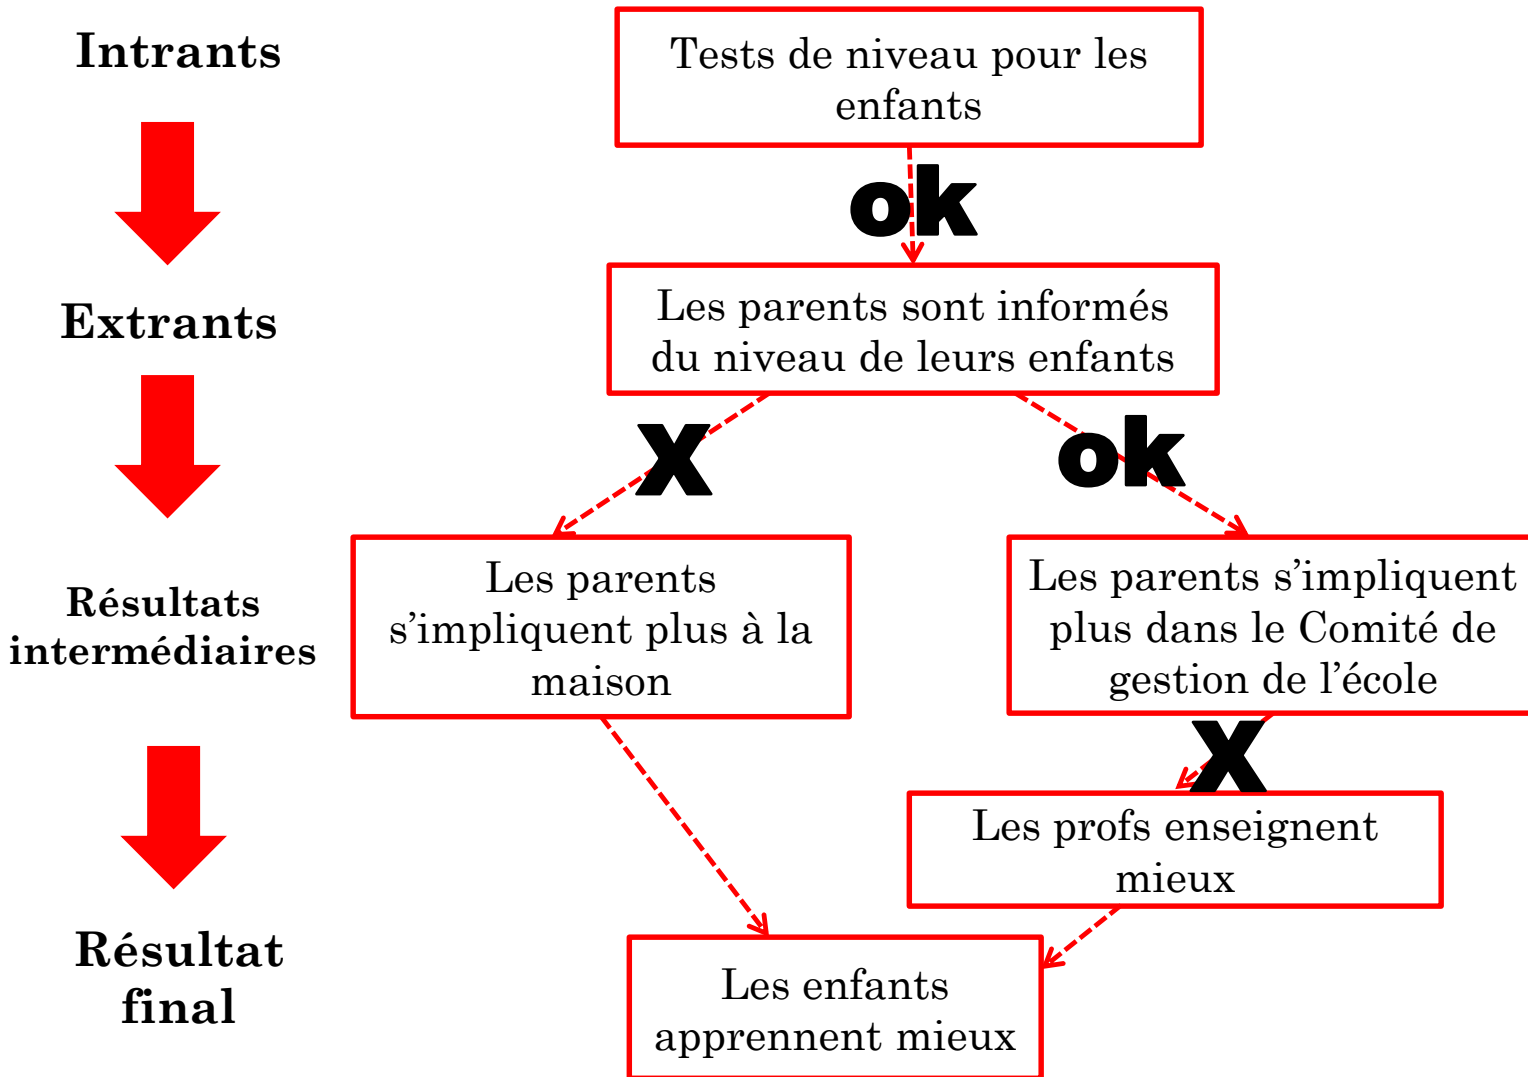 Intrants
Tests de niveau pour les
enfants
ok
Extrants
Les parents sont informés
du niveau de leurs enfants
X
ok
Résultats
intermédiaires
Les parents
s'impliquent plus à la
maison
Les parents s'impliquent
plus dans le Comité de
gestion de l'école
X
Les profs enseignent
mieux
Résultat
final
Les enfants
apprennent mieux